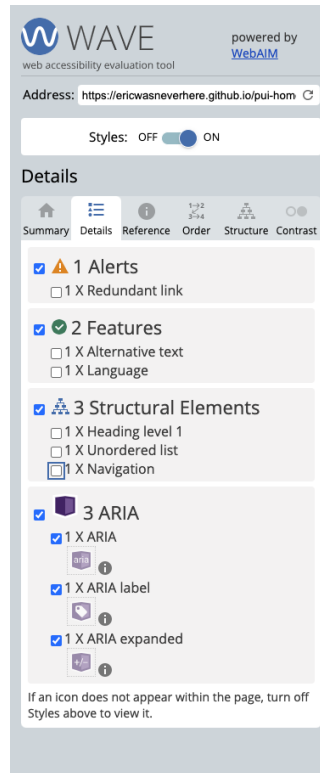 WAVE
web accessibility evaluation tool
powered by
WebAIM
Address: https://ericwasneverhere.github.io/pui-hom
Styles: OFF ON
Details
Summary Details Reference Order Structure Contrast
1 Alerts
1 X Redundant link
2 Features
1 X Alternative text
1 X Language
3 Structural Elements
1 X Heading level 1
1 X Unordered list
1 X Navigation
3 ARIA
1 X ARIA
aria
1 X ARIA label
1 X ARIA expanded
+/-
If an icon does not appear within the page, turn off
Styles above to view it.